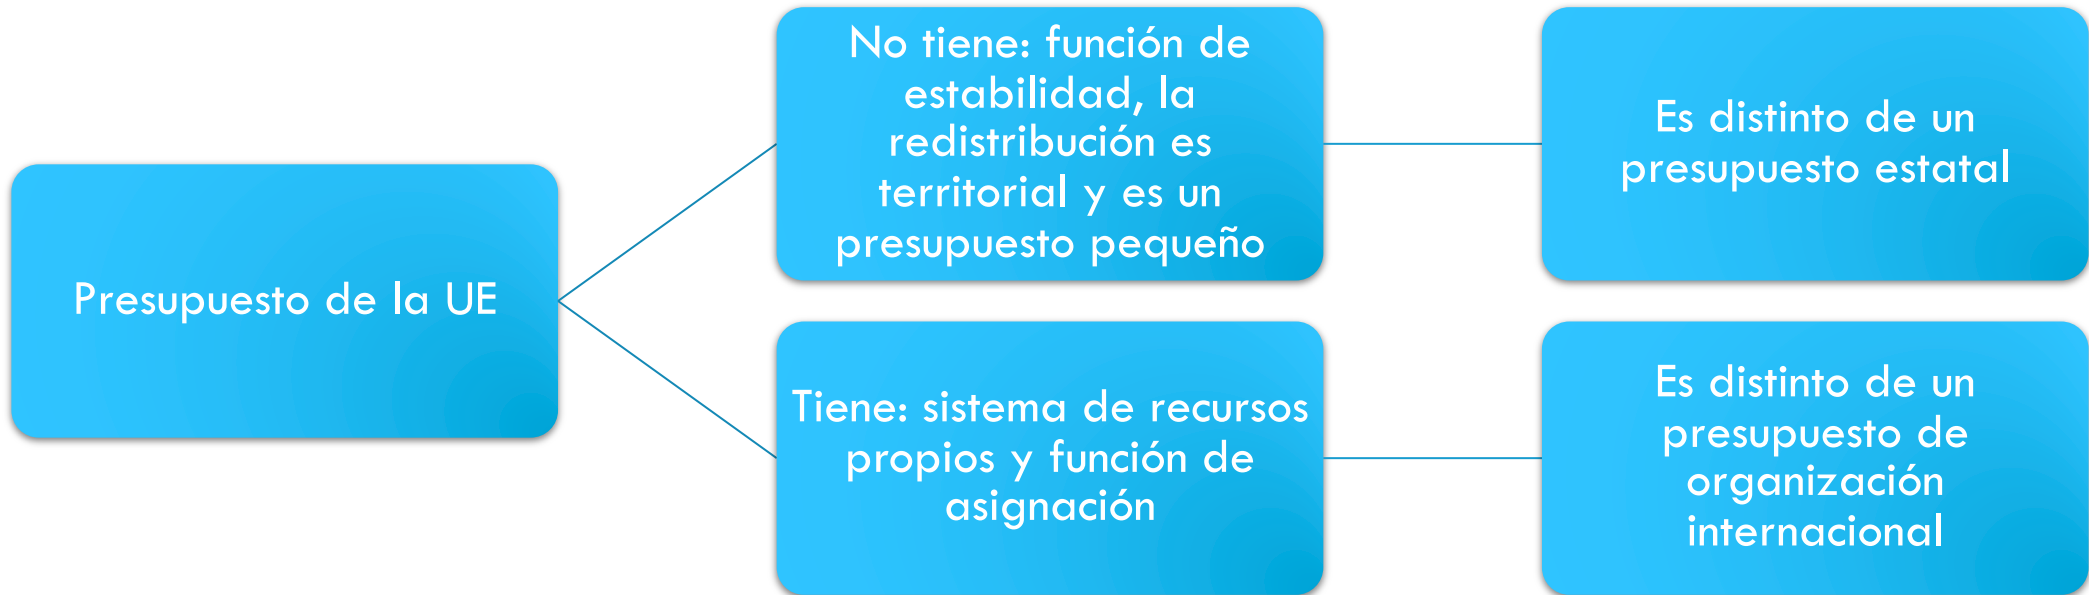 Presupuesto de la UE
No tiene: función de
estabilidad, la
redistribución es
territorial y es un
presupuesto pequeño
Es distinto de un
presupuesto estatal
Tiene: sistema de recursos
propios y función de
asignación
Es distinto de un
presupuesto de
organización
internacional